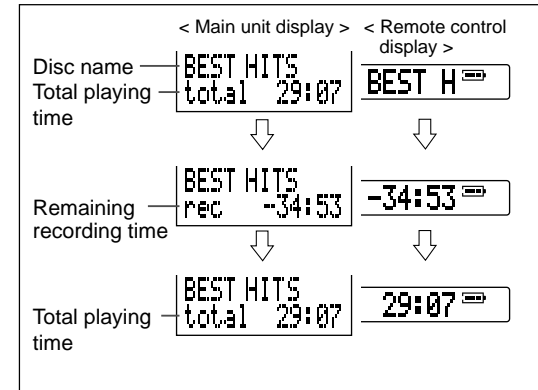 < Main unit display > < Remote control display >
Disc name
Total playing time
BEST HITS
total 29:07
BEST H
Remaining recording time
BEST HITS
rec -34:53
-34:53
Total playing time
BEST HITS
total 29:07
29:07